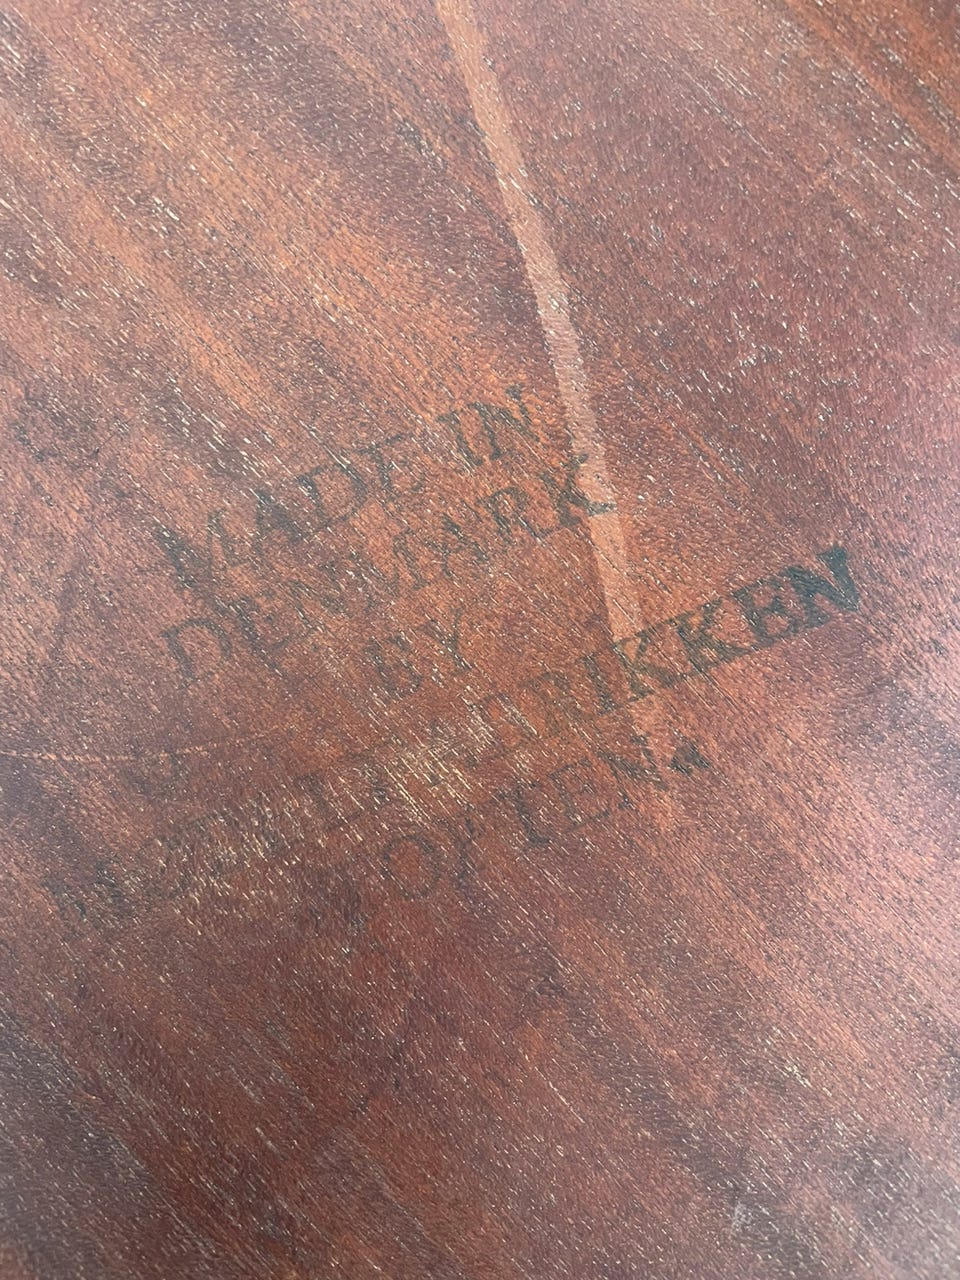 MADE IN
DENMARK
BY
MØBELFABRIKKEN
TOFTEN.